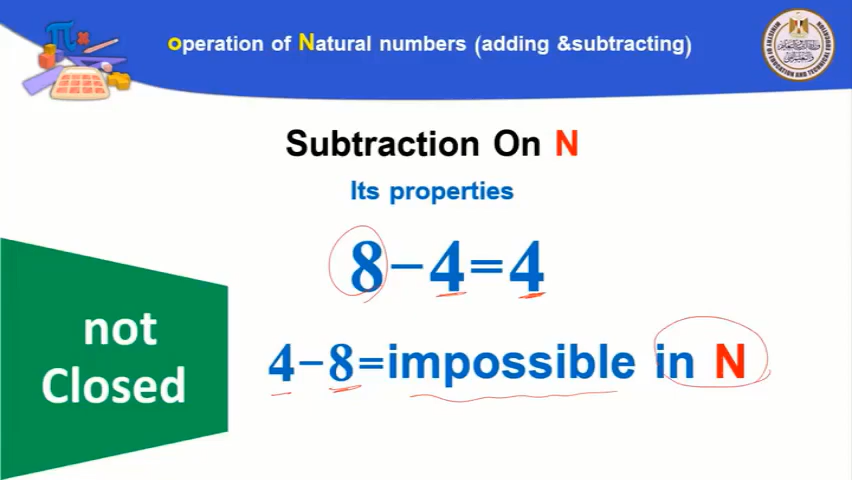 operation of Natural numbers (adding &subtracting)
Subtraction On N
Its properties
8−4=4
not
Closed
4−8=impossible in N